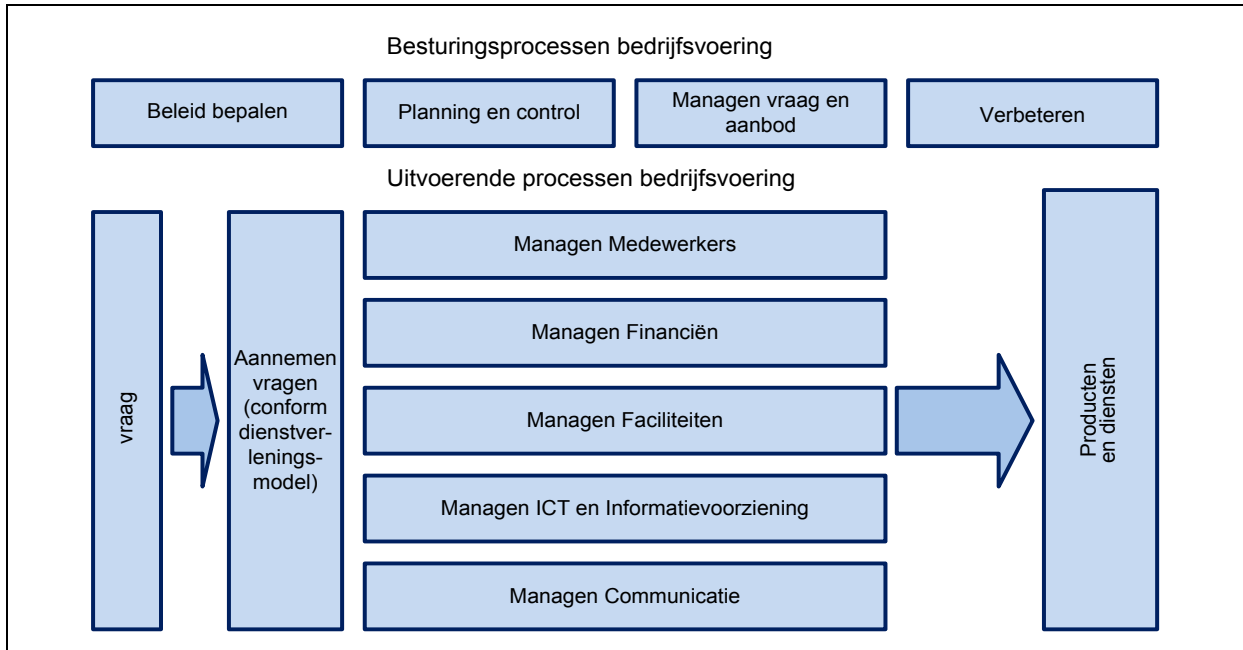 Besturingsprocessen bedrijfsvoering
Beleid bepalen
Planning en control
Managen vraag en
aanbod
Verbeteren
Uitvoerende processen bedrijfsvoering
vraag
Aannemen
vragen
(conform
dienstver-
lenings-
model)
Managen Medewerkers
Managen Financiën
Managen Faciliteiten
Managen ICT en Informatievoorziening
Managen Communicatie
Producten
en diensten